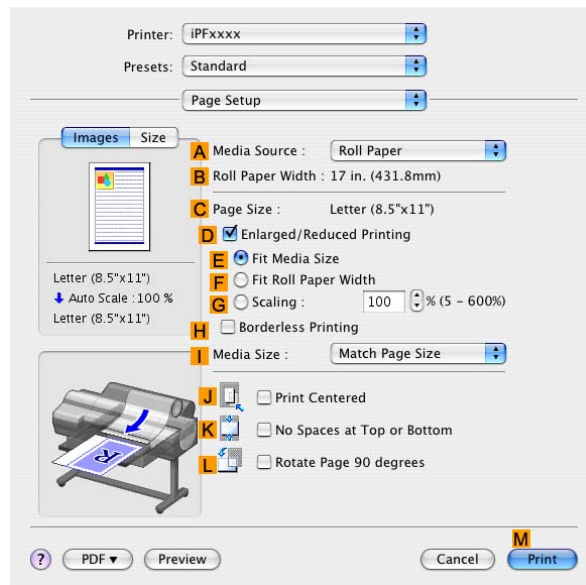 Printer: iPFxxxx
Presets: Standard
Page Setup
Images Size
A Media Source : Roll Paper
B Roll Paper Width : 17 in. (431.8mm)
C Page Size : Letter (8.5"x11")
D Enlarged/Reduced Printing
E Fit Media Size
F Fit Roll Paper Width
G Scaling : 100 % (5 - 600%)
H Borderless Printing
I Media Size : Match Page Size
Letter (8.5"x11")
Auto Scale :100 %
Letter (8.5"x11")
J Print Centered
K No Spaces at Top or Bottom
L Rotate Page 90 degrees
R
M
? PDF Preview Cancel Print